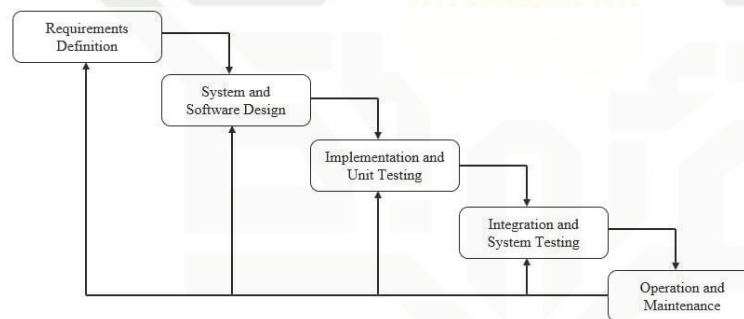 Requirements
Definition
System and
Software Design
Implementation and
Unit Testing
Integration and
System Testing
Operation and
Maintenance